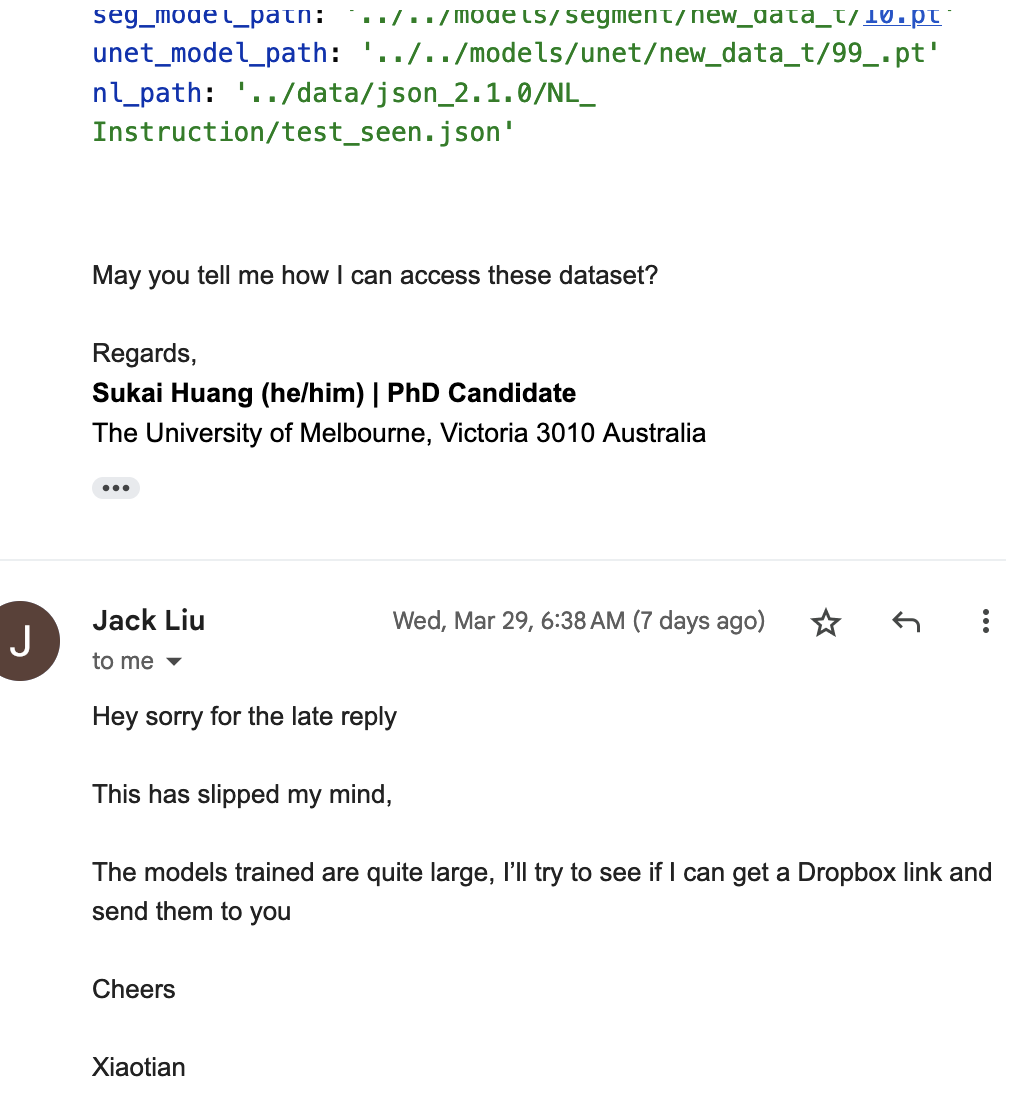 seg_model_path: '../../models/segment/new_data_t/10.pt'
unet_model_path: '../../models/unet/new_data_t/99_.pt'
nl_path: '../data/json_2.1.0/NL_
Instruction/test_seen.json'
May you tell me how I can access these dataset?
Regards,
Sukai Huang (he/him) | PhD Candidate
The University of Melbourne, Victoria 3010 Australia
J
Jack Liu
Wed, Mar 29, 6:38 AM (7 days ago)
to me
Hey sorry for the late reply
This has slipped my mind,
The models trained are quite large, I’ll try to see if I can get a Dropbox link and
send them to you
Cheers
Xiaotian